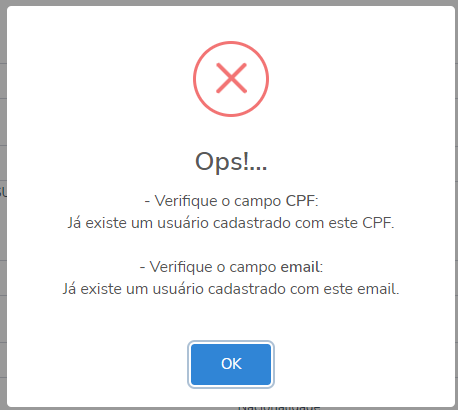 Ops!...
- Verifique o campo CPF:
Já existe um usuário cadastrado com este CPF.
- Verifique o campo email:
Já existe um usuário cadastrado com este email.
OK
Nacionalidade